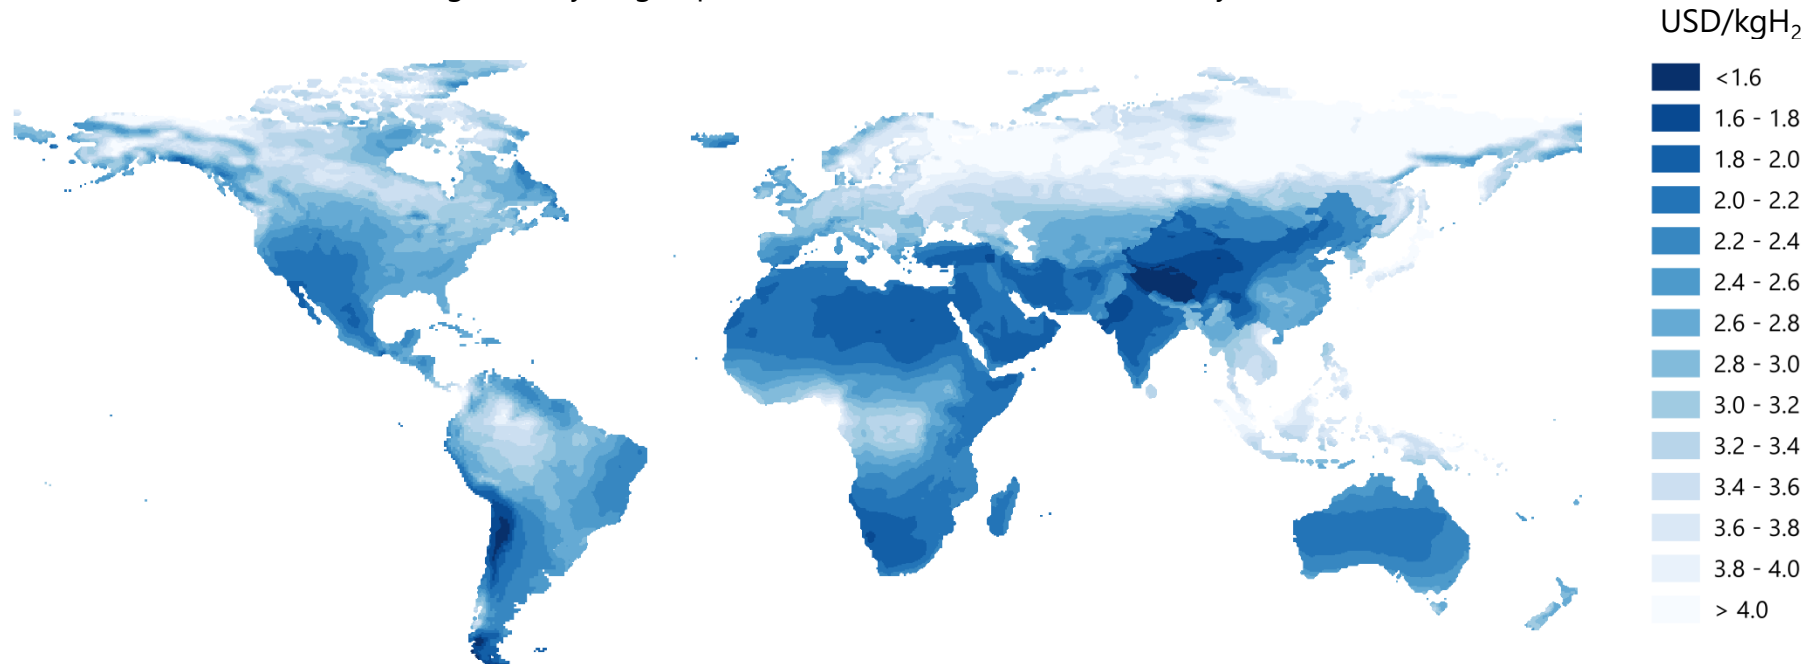 USD/kgH₂
<1.6
1.6 - 1.8
1.8 - 2.0
2.0 - 2.2
2.2 - 2.4
2.4 - 2.6
2.6 - 2.8
2.8 - 3.0
3.0 - 3.2
3.2 - 3.4
3.4 - 3.6
3.6 - 3.8
3.8 - 4.0
> 4.0